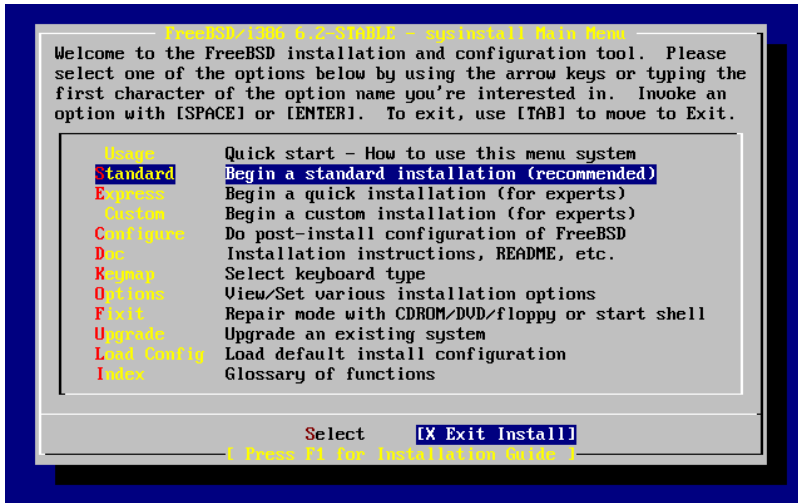 FreeBSD/i386 6.2-STABLE - sysinstall Main Menu
Welcome to the FreeBSD installation and configuration tool.  Please
select one of the options below by using the arrow keys or typing the
first character of the option name you're interested in.  Invoke an
option with [SPACE] or [ENTER].  To exit, use [TAB] to move to Exit.
Usage Quick start - How to use this menu system
Standard Begin a standard installation (recommended)
Express Begin a quick installation (for experts)
Custom Begin a custom installation (for experts)
Configure Do post-install configuration of FreeBSD
Doc Installation instructions, README, etc.
Keymap Select keyboard type
Options View/Set various installation options
Fixit Repair mode with CDROM/DVD/floppy or start shell
Upgrade Upgrade an existing system
Load Config Load default install configuration
Index Glossary of functions
Select [X Exit Install]
[ Press F1 for Installation Guide ]